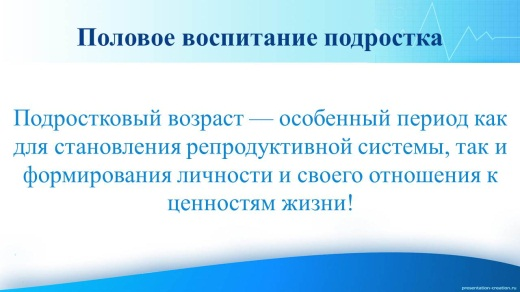 Половое воспитание подростка
Подростковый возраст — особенный период как
для становления репродуктивной системы, так и
формирования личности и своего отношения к
ценностям жизни!
presentation-creation.ru